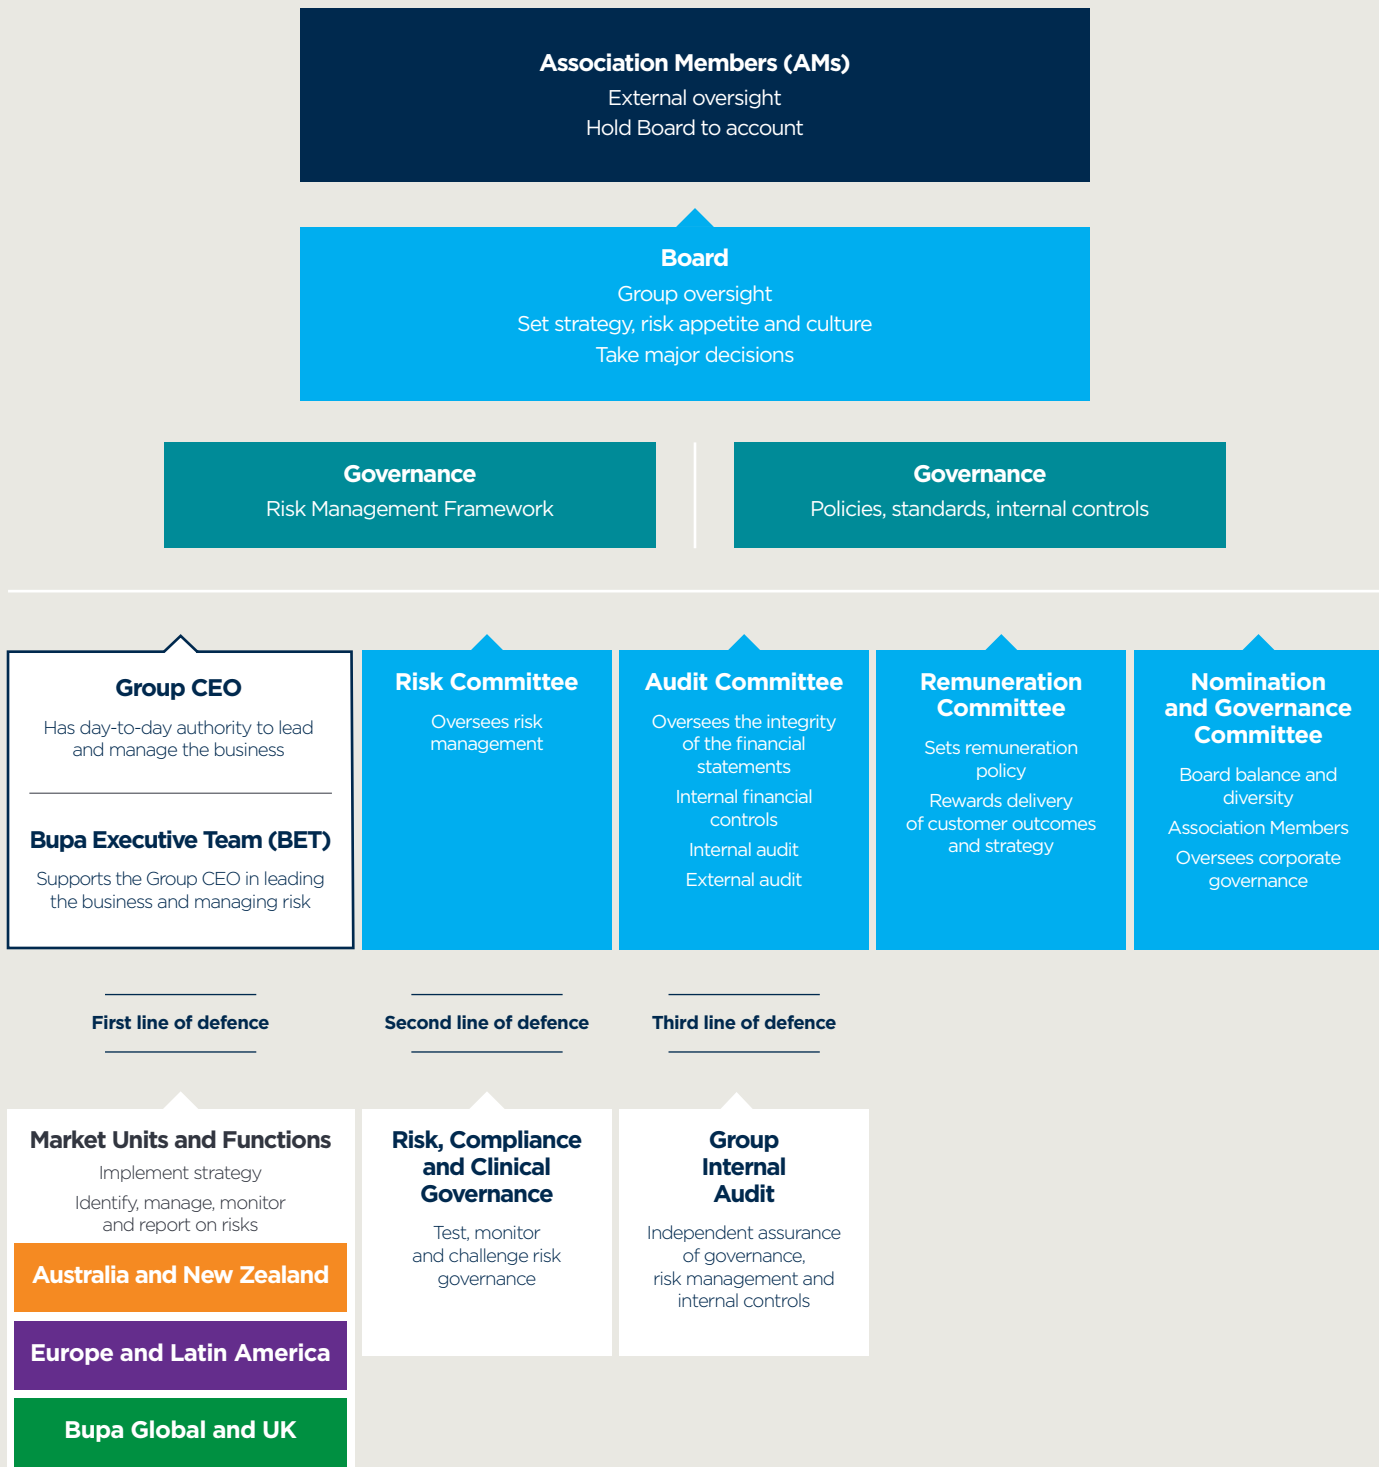 Association Members (AMs)
External oversight
Hold Board to account
Board
Group oversight
Set strategy, risk appetite and culture
Take major decisions
Governance
Risk Management Framework
Governance
Policies, standards, internal controls
Group CEO
Has day-to-day authority to lead
and manage the business
Bupa Executive Team (BET)
Supports the Group CEO in leading
the business and managing risk
Risk Committee
Oversees risk
management
Audit Committee
Oversees the integrity
of the financial
statements
Internal financial
controls
Internal audit
External audit
Remuneration
Committee
Sets remuneration
policy
Rewards delivery
of customer outcomes
and strategy
Nomination
and Governance
Committee
Board balance and
diversity
Association Members
Oversees corporate
governance
First line of defence
Second line of defence
Third line of defence
Market Units and Functions
Implement strategy
Identify, manage, monitor
and report on risks
Australia and New Zealand
Europe and Latin America
Bupa Global and UK
Risk, Compliance
and Clinical
Governance
Test, monitor
and challenge risk
governance
Group
Internal
Audit
Independent assurance
of governance,
risk management and
internal controls